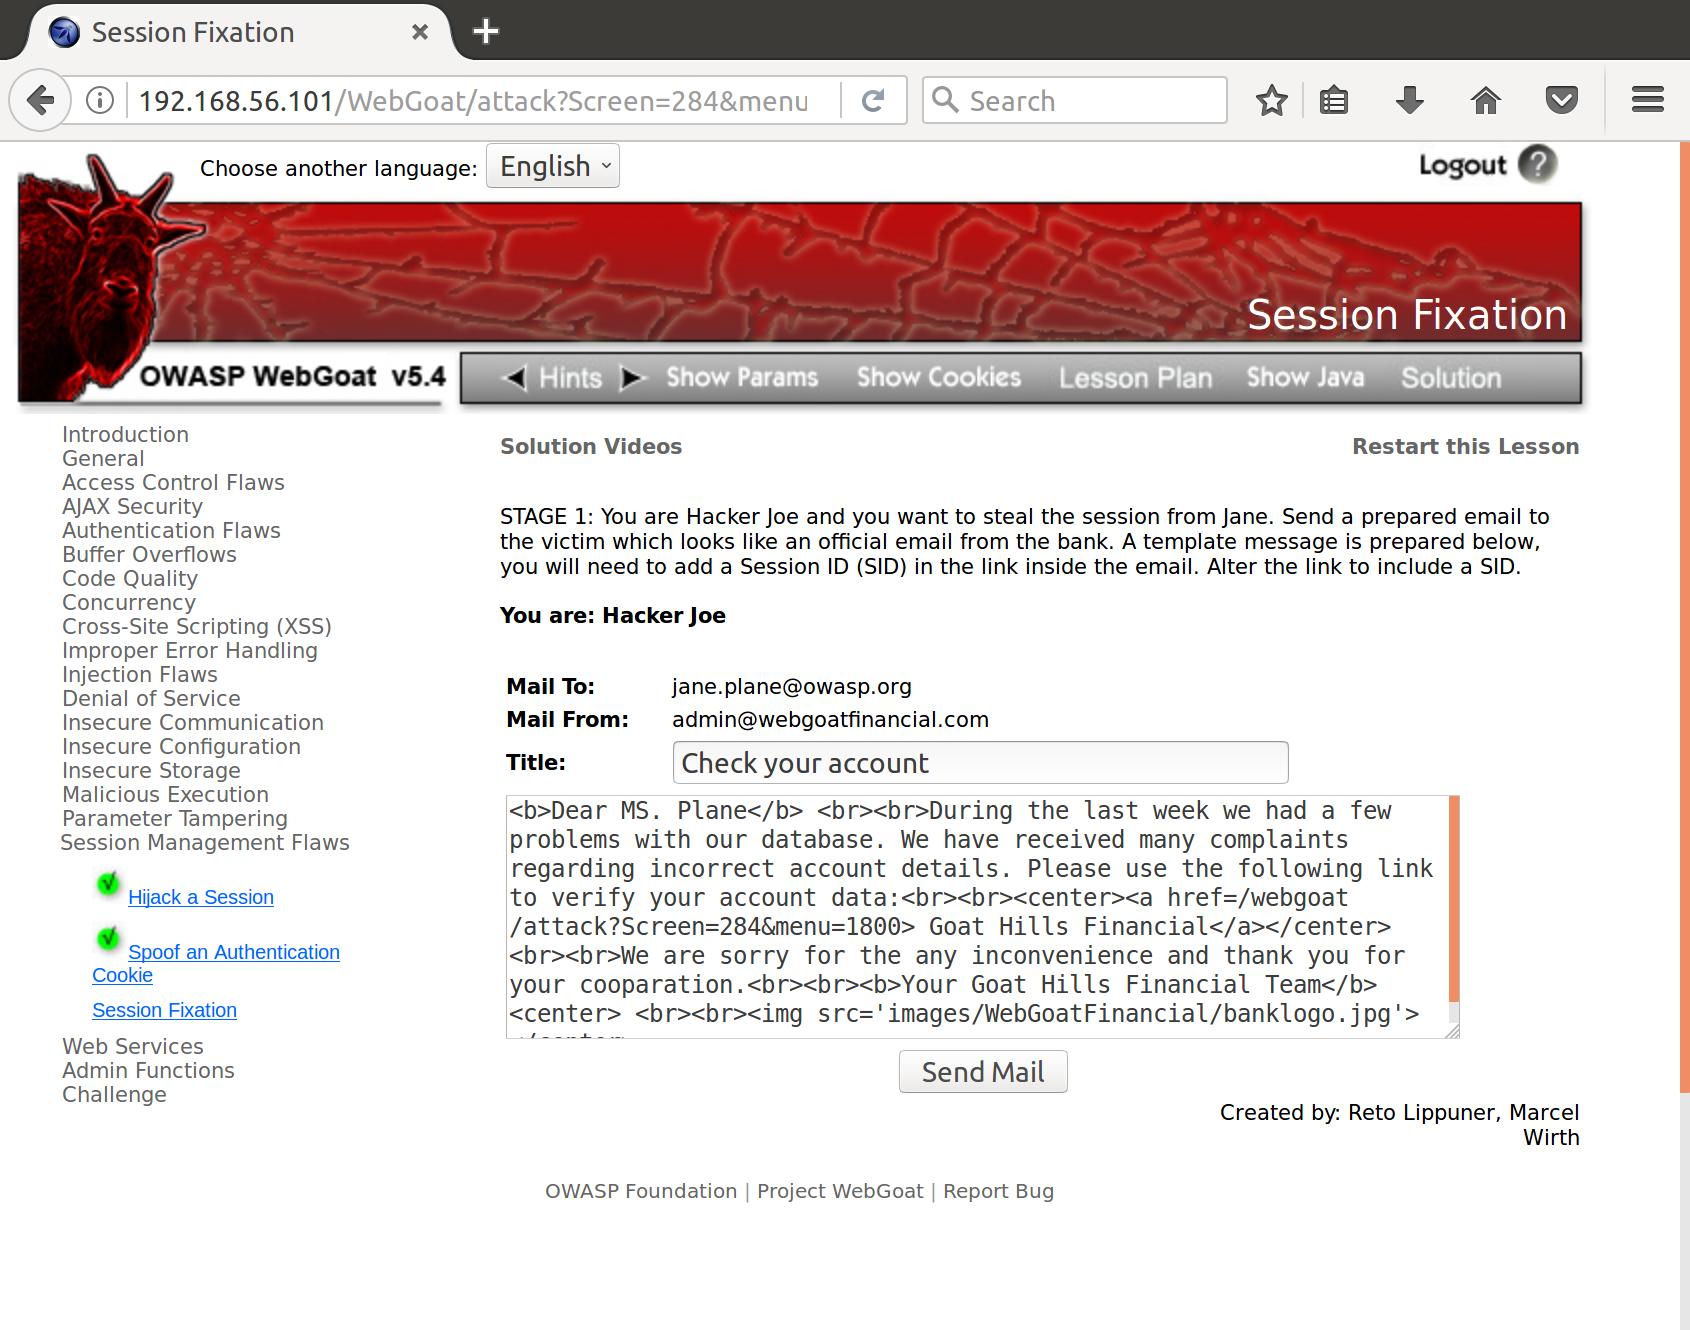 Session Fixation
192.168.56.101/WebGoat/attack?Screen=284&menu
Search
Choose another language: English
Logout ?
Session Fixation
OWASP WebGoat v5.4
Hints Show Params Show Cookies Lesson Plan Show Java Solution
Introduction
General
Access Control Flaws
AJAX Security
Authentication Flaws
Buffer Overflows
Code Quality
Concurrency
Cross-Site Scripting (XSS)
Improper Error Handling
Injection Flaws
Denial of Service
Insecure Communication
Insecure Configuration
Insecure Storage
Malicious Execution
Parameter Tampering
Session Management Flaws
Hijack a Session
Spoof an Authentication
Cookie
Session Fixation
Web Services
Admin Functions
Challenge
Solution Videos
Restart this Lesson
STAGE 1: You are Hacker Joe and you want to steal the session from Jane. Send a prepared email to
the victim which looks like an official email from the bank. A template message is prepared below,
you will need to add a Session ID (SID) in the link inside the email. Alter the link to include a SID.
You are: Hacker Joe
Mail To: jane.plane@owasp.org
Mail From: admin@webgoatfinancial.com
Title: Check your account
<b>Dear MS. Plane</b> <br><br>During the last week we had a few
problems with our database. We have received many complaints
regarding incorrect account details. Please use the following link
to verify your account data:<br><br><center><a href=/webgoat
/attack?Screen=284&menu=1800> Goat Hills Financial</a></center>
<br><br>We are sorry for the any inconvenience and thank you for
your cooparation.<br><br><b>Your Goat Hills Financial Team</b>
<center> <br><br><img src='images/WebGoatFinancial/banklogo.jpg'>
Send Mail
Created by: Reto Lippuner, Marcel
Wirth
OWASP Foundation | Project WebGoat | Report Bug